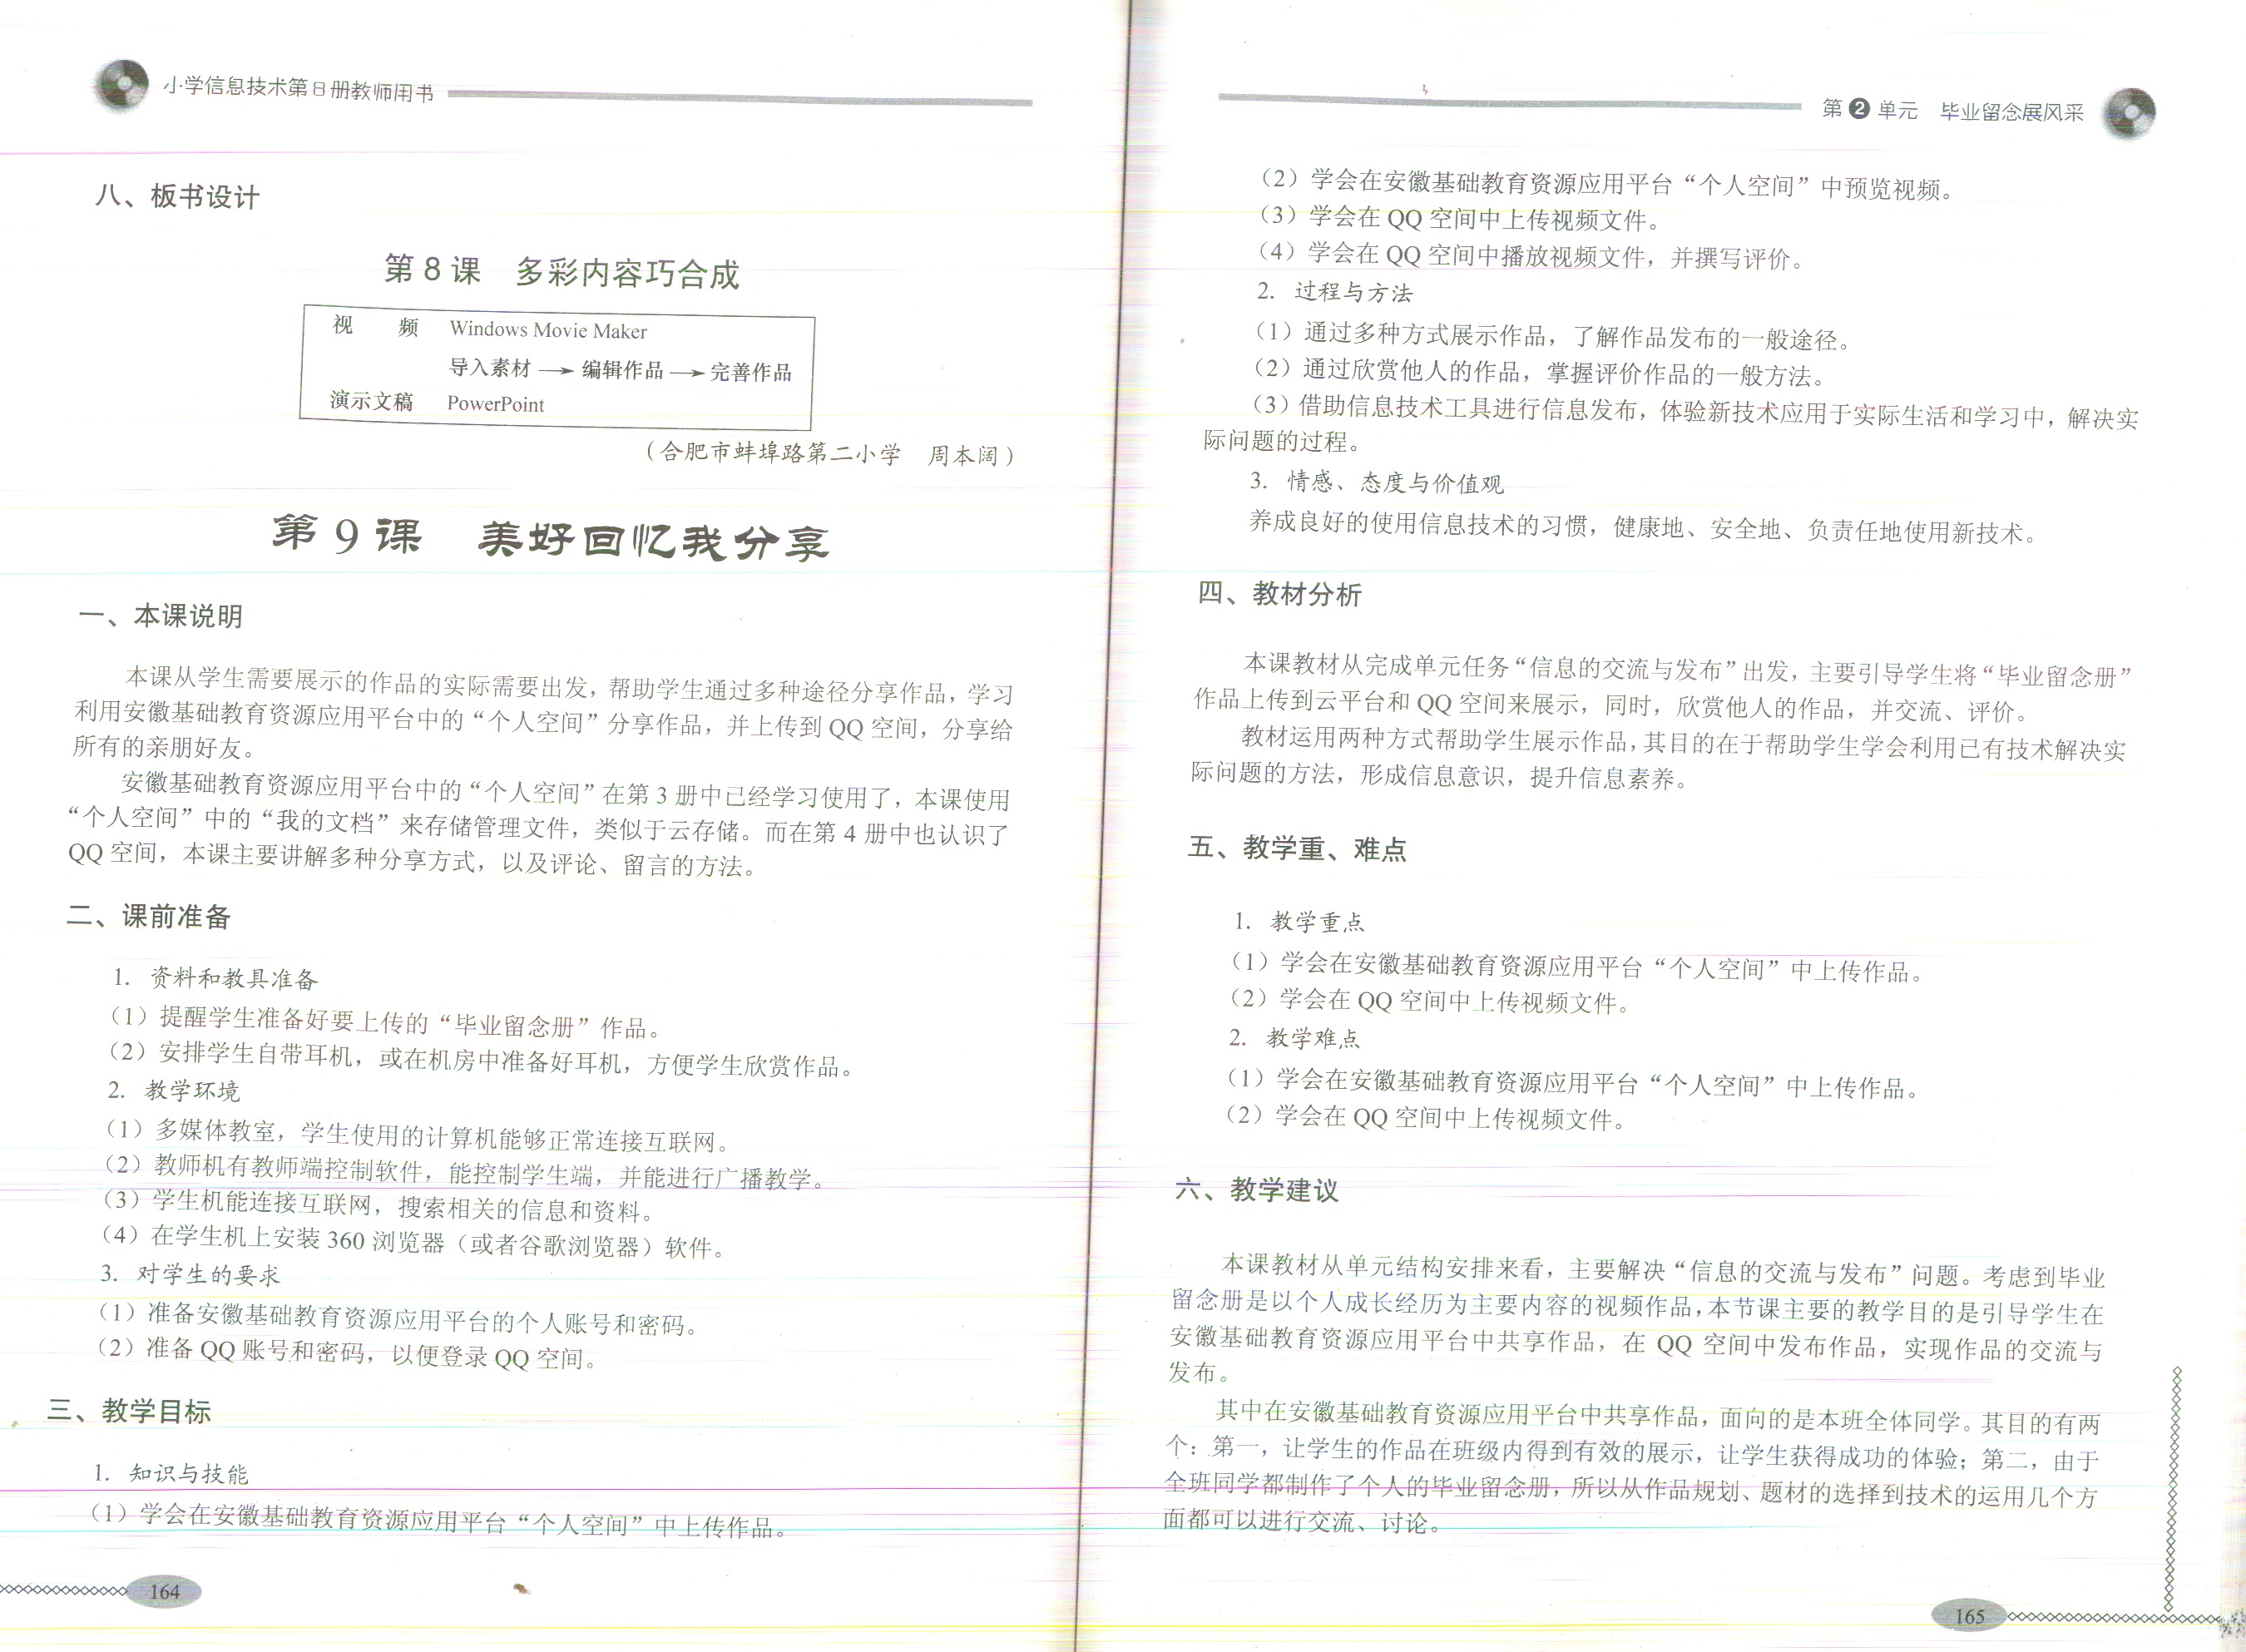 小学信息技术第8册教师用书
八、板书设计
第8课 多彩内容巧合成
视 频 Windows Movie Maker
导入素材 → 编辑作品 → 完善作品
演示文稿 PowerPoint
（合肥市蚌埠路第二小学 周本阔）
第9课 美好回忆我分享
一、本课说明
本课从学生需要展示的作品的实际需要出发，帮助学生通过多种途径分享作品，学习
利用安徽基础教育资源应用平台中的“个人空间”分享作品，并上传到 QQ 空间，分享给
所有的亲朋好友。
安徽基础教育资源应用平台中的“个人空间”在第 3 册中已经学习使用了，本课使用
“个人空间”中的“我的文档”来存储管理文件，类似于云存储。而在第 4 册中也认识了
QQ 空间，本课主要讲解多种分享方式，以及评论、留言的方法。
二、课前准备
1. 资料和教具准备
（1）提醒学生准备好要上传的“毕业留念册”作品。
（2）安排学生自带耳机，或在机房中准备好耳机，方便学生欣赏作品。
2. 教学环境
（1）多媒体教室，学生使用的计算机能够正常连接互联网。
（2）教师机有教师端控制软件，能控制学生端，并能进行广播教学。
（3）学生机能连接互联网，搜索相关的信息和资料。
（4）在学生机上安装 360 浏览器（或者谷歌浏览器）软件。
3. 对学生的要求
（1）准备安徽基础教育资源应用平台的个人账号和密码。
（2）准备 QQ 账号和密码，以便登录 QQ 空间。
三、教学目标
1. 知识与技能
（1）学会在安徽基础教育资源应用平台“个人空间”中上传作品。
164
第2单元 毕业留念展风采
（2）学会在安徽基础教育资源应用平台“个人空间”中预览视频。
（3）学会在 QQ 空间中上传视频文件。
（4）学会在 QQ 空间中播放视频文件，并撰写评价。
2. 过程与方法
（1）通过多种方式展示作品，了解作品发布的一般途径。
（2）通过欣赏他人的作品，掌握评价作品的一般方法。
（3）借助信息技术工具进行信息发布，体验新技术应用于实际生活和学习中，解决实
际问题的过程。
3. 情感、态度与价值观
养成良好的使用信息技术的习惯，健康地、安全地、负责任地使用新技术。
四、教材分析
本课教材从完成单元任务“信息的交流与发布”出发，主要引导学生将“毕业留念册”
作品上传到云平台和 QQ 空间来展示，同时，欣赏他人的作品，并交流、评价。
教材运用两种方式帮助学生展示作品，其目的在于帮助学生学会利用已有技术解决实
际问题的方法，形成信息意识，提升信息素养。
五、教学重、难点
1. 教学重点
（1）学会在安徽基础教育资源应用平台“个人空间”中上传作品。
（2）学会在 QQ 空间中上传视频文件。
2. 教学难点
（1）学会在安徽基础教育资源应用平台“个人空间”中上传作品。
（2）学会在 QQ 空间中上传视频文件。
六、教学建议
本课教材从单元结构安排来看，主要解决“信息的交流与发布”问题。考虑到毕业
留念册是以个人成长经历为主要内容的视频作品，本节课主要的教学目的是引导学生在
安徽基础教育资源应用平台中共享作品，在 QQ 空间中发布作品，实现作品的交流与
发布。
其中在安徽基础教育资源应用平台中共享作品，面向的是本班全体同学。其目的有两
个：第一，让学生的作品在班级内得到有效的展示，让学生获得成功的体验；第二，由于
全班同学都制作了个人的毕业留念册，所以从作品规划、题材的选择到技术的运用几个方
面都可以进行交流、讨论。
165